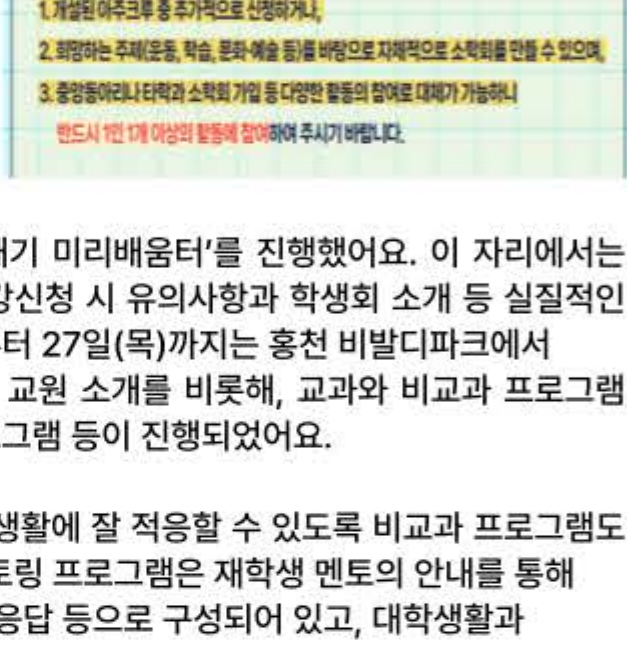 1. 개설된 아주크루 중 추가적으로 신청하거나,
2. 희망하는 주제(운동, 학습, 문화·예술 등)를 바탕으로 자체적으로 소학회를 만들 수 있으며,
3. 중앙동아리나 타학과 소학회 가입 등 다양한 활동의 참여로 대체가 가능하니
반드시 1인 1개 이상의 활동에 참여하여 주시기 바랍니다.
내기 미리배움터’를 진행했어요. 이 자리에서는
강신청 시 유의사항과 학생회 소개 등 실질적인
부터 27일(목)까지는 홍천 비발디파크에서
교원 소개를 비롯해, 교과와 비교과 프로그램
그램 등이 진행되었어요.
생활에 잘 적응할 수 있도록 비교과 프로그램도
토링 프로그램은 재학생 멘토의 안내를 통해
응답 등으로 구성되어 있고, 대학생활과